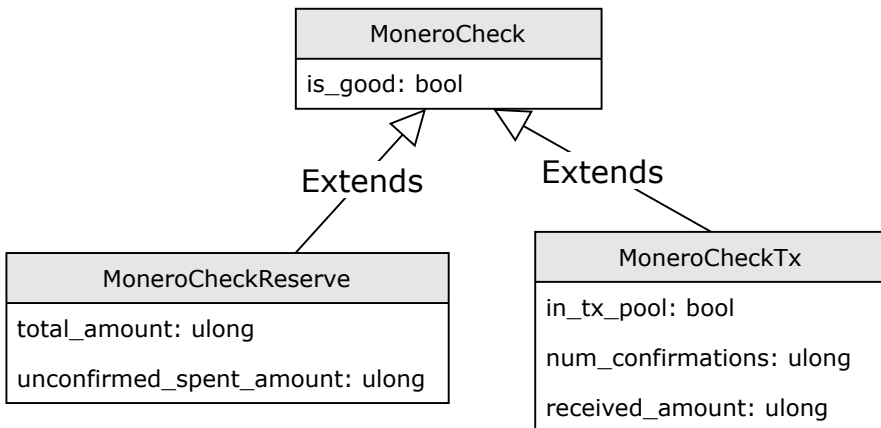 MoneroCheck
is_good: bool
Extends
Extends
MoneroCheckReserve
total_amount: ulong
unconfirmed_spent_amount: ulong
MoneroCheckTx
in_tx_pool: bool
num_confirmations: ulong
received_amount: ulong